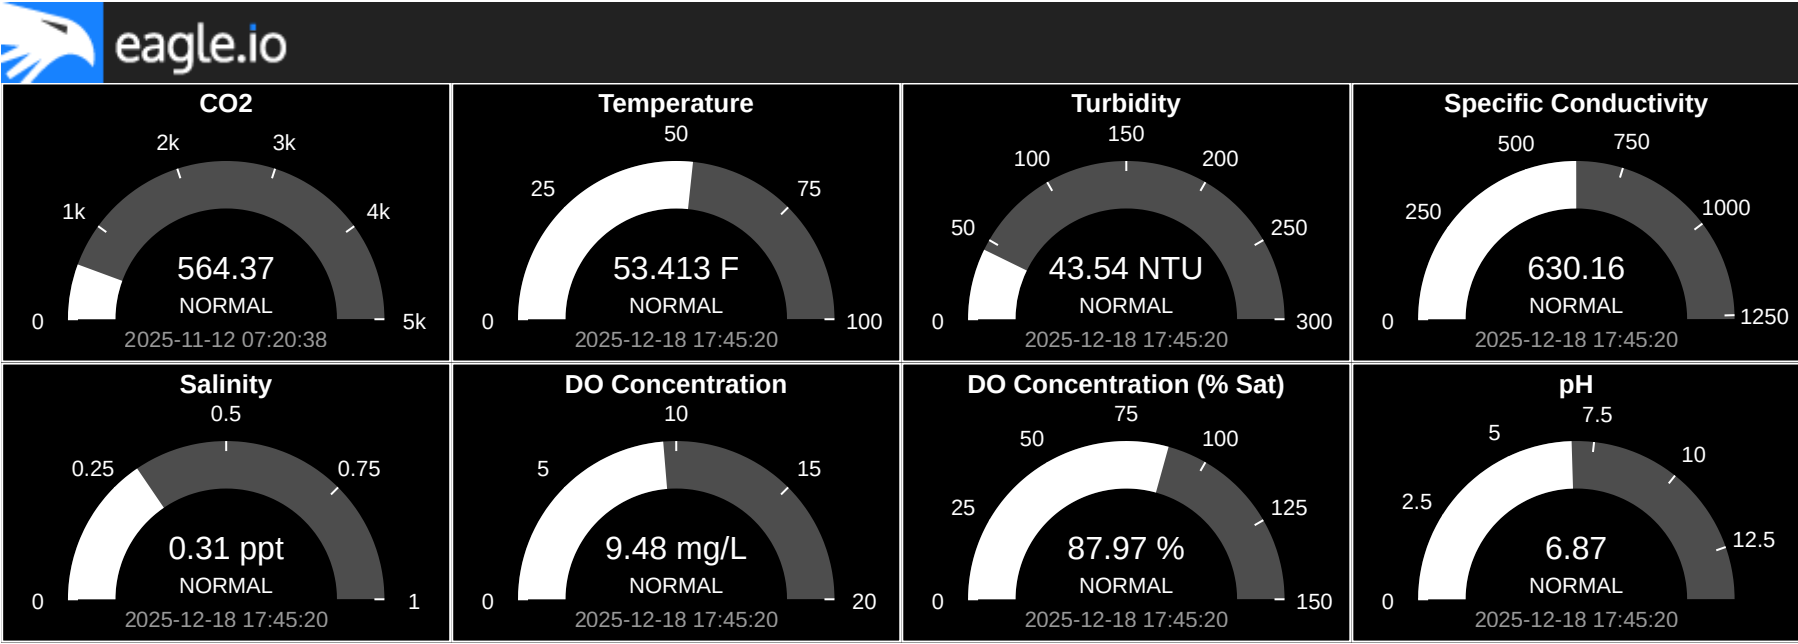 eagle.io
CO2
2k 3k
1k 4k
564.37
NORMAL
0 5k
2025-11-12 07:20:38
Temperature
50
25 75
53.413 F
NORMAL
0 100
2025-12-18 17:45:20
Turbidity
150
100 200
50 250
43.54 NTU
NORMAL
0 300
2025-12-18 17:45:20
Specific Conductivity
500 750
250 1000
630.16
NORMAL
0 1250
2025-12-18 17:45:20
Salinity
0.5
0.25 0.75
0.31 ppt
NORMAL
0 1
2025-12-18 17:45:20
DO Concentration
10
5 15
9.48 mg/L
NORMAL
0 20
2025-12-18 17:45:20
DO Concentration (% Sat)
75
50 100
25 125
87.97 %
NORMAL
0 150
2025-12-18 17:45:20
pH
7.5
5 10
2.5 12.5
6.87
NORMAL
0
2025-12-18 17:45:20